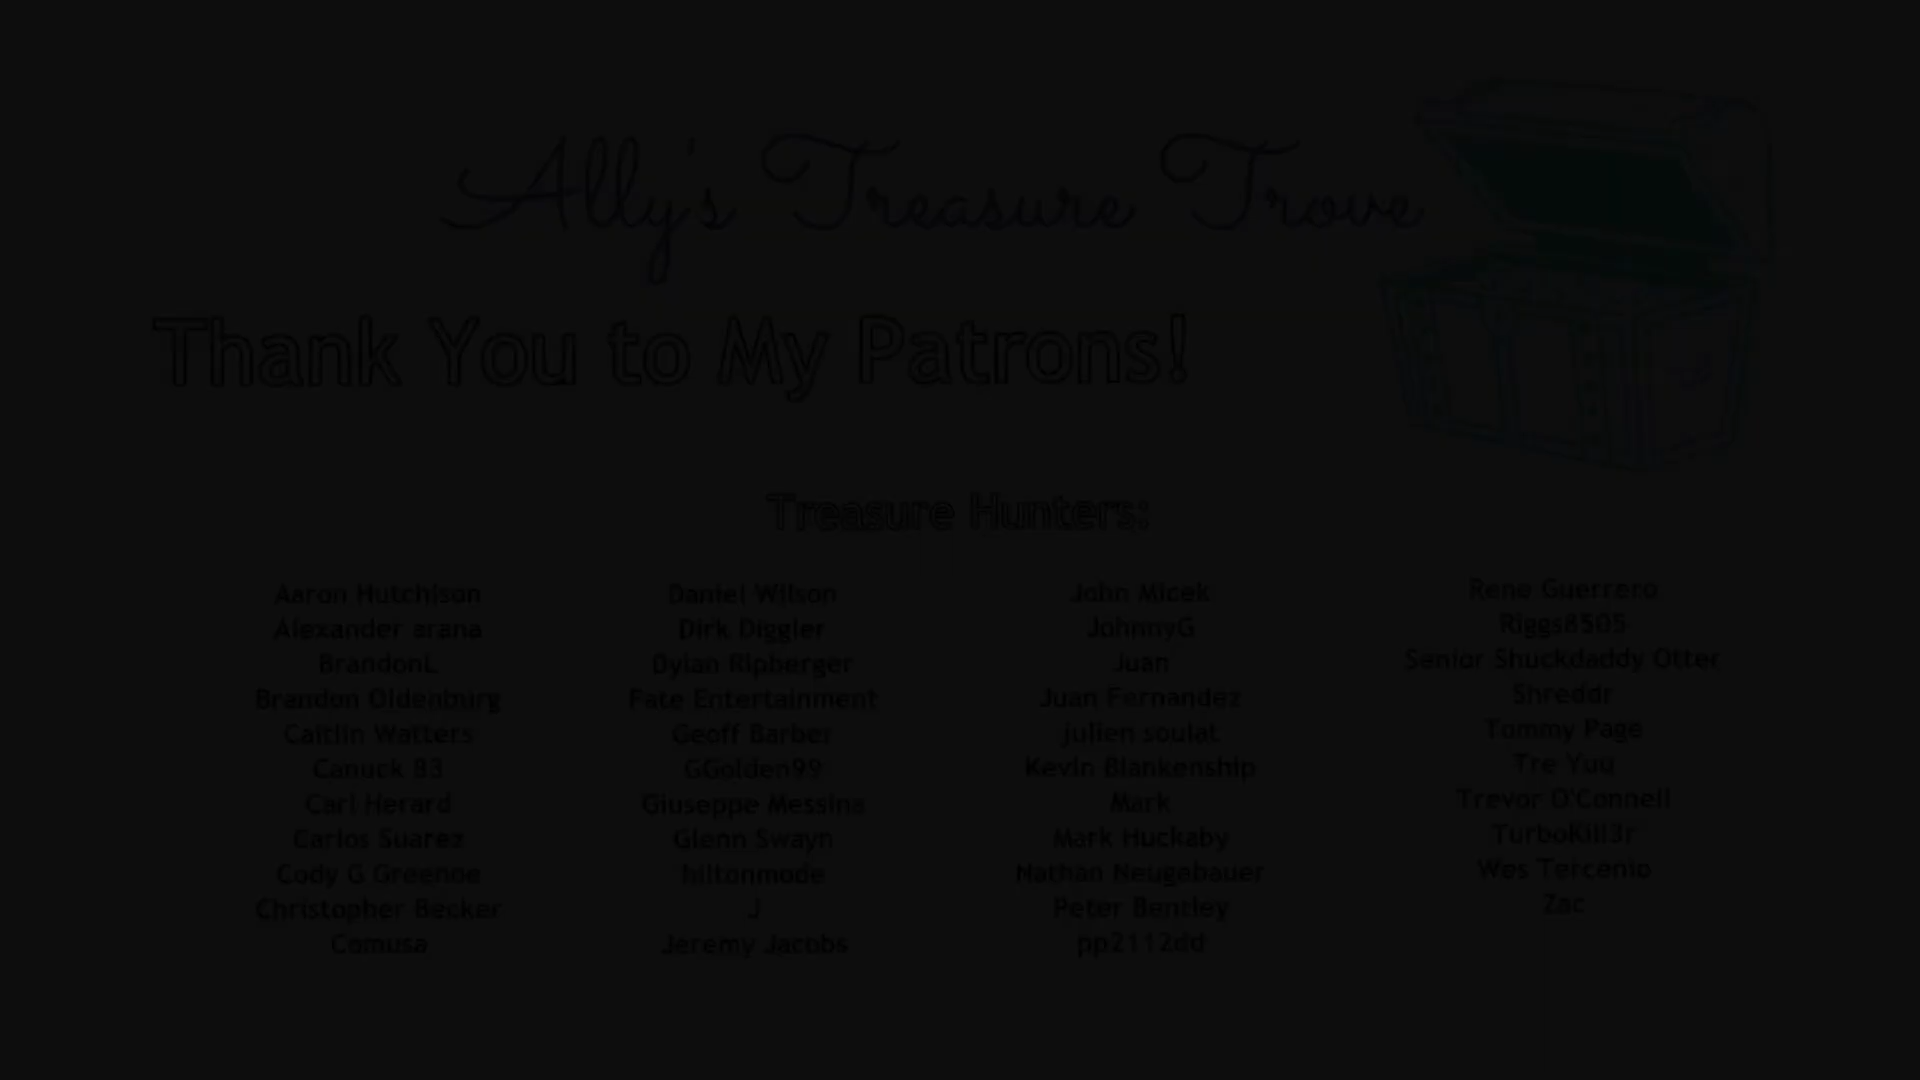 Ally's Treasure Trove
Thank You to My Patrons!
Treasure Hunters:
Aaron Hutchison
Alexander arana
BrandonL
Brandon Oldenburg
Caitlin Watters
Canuck 83
Carl Herard
Carlos Suarez
Cody G Greenoe
Christopher Becker
Comusa
Daniel Wilson
Dirk Diggler
Dylan Ripberger
Fate Entertainment
Geoff Barber
GGolden99
Giuseppe Messina
Glenn Swayn
hiltonmode
J
Jeremy Jacobs
John Micek
JohnnyG
Juan
Juan Fernandez
julien soulat
Kevin Blankenship
Mark
Mark Huckaby
Nathan Neugebauer
Peter Bentley
pp2112dd
Rene Guerrero
Riggs8505
Senior Shuckdaddy Otter
Shreddr
Tommy Page
Tre Yuq
Trevor O'Connell
TurboKill3r
Wes Tercenio
Zac